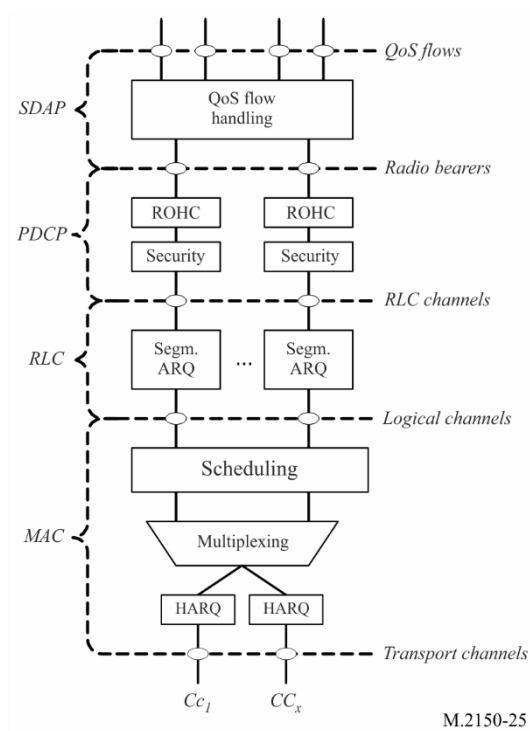 QoS flows
QoS flow
handling
SDAP
Radio bearers
ROHC ROHC
PDCP
Security Security
RLC channels
Segm.
ARQ
...
Segm.
ARQ
RLC
Logical channels
Scheduling
MAC
Multiplexing
HARQ HARQ
Transport channels
Cc1 CCx
M.2150-25